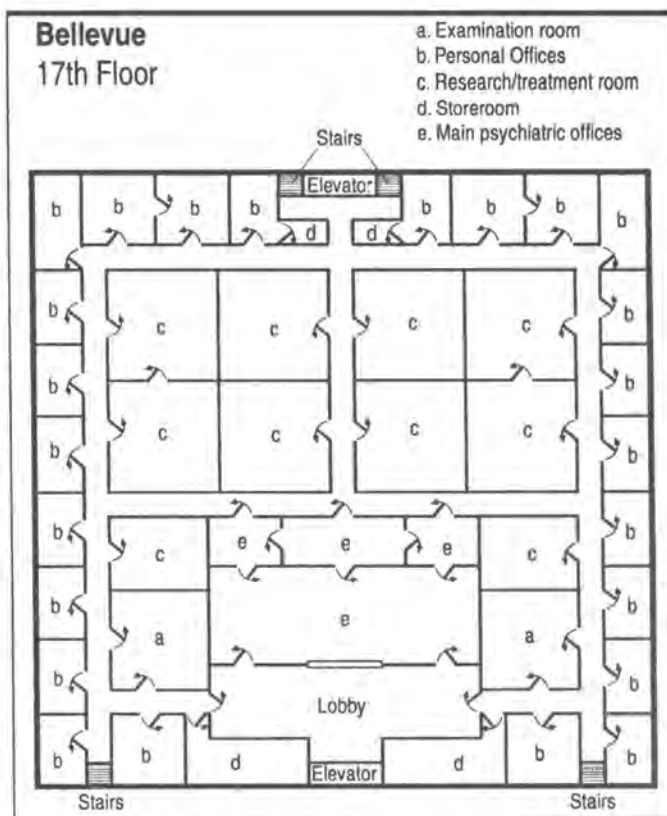 Bellevue
17th Floor
a. Examination room
b. Personal Offices
c. Research/treatment room
d. Storeroom
e. Main psychiatric offices
Stairs
Elevator
b b b b b b b b
d d
b b
c c c c
b b
c c c c
b b
b c e e e c b
b b
e
a a
b b
Lobby
b b d d b b
Elevator
Stairs Stairs